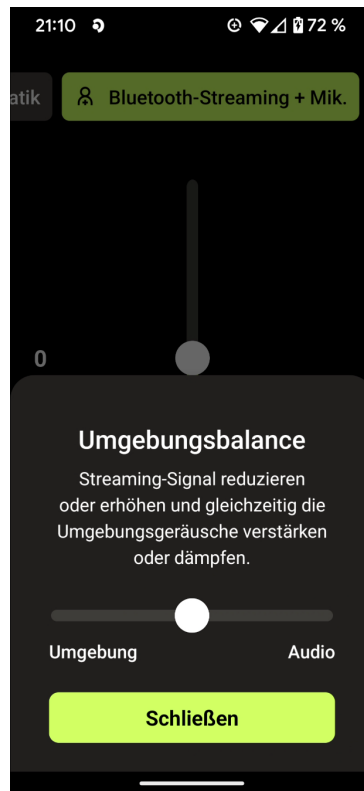 21:10 72 %
atik Bluetooth-Streaming + Mik.
0
Umgebungsbalance
Streaming-Signal reduzieren
oder erhöhen und gleichzeitig die
Umgebungsgeräusche verstärken
oder dämpfen.
Umgebung Audio
Schließen